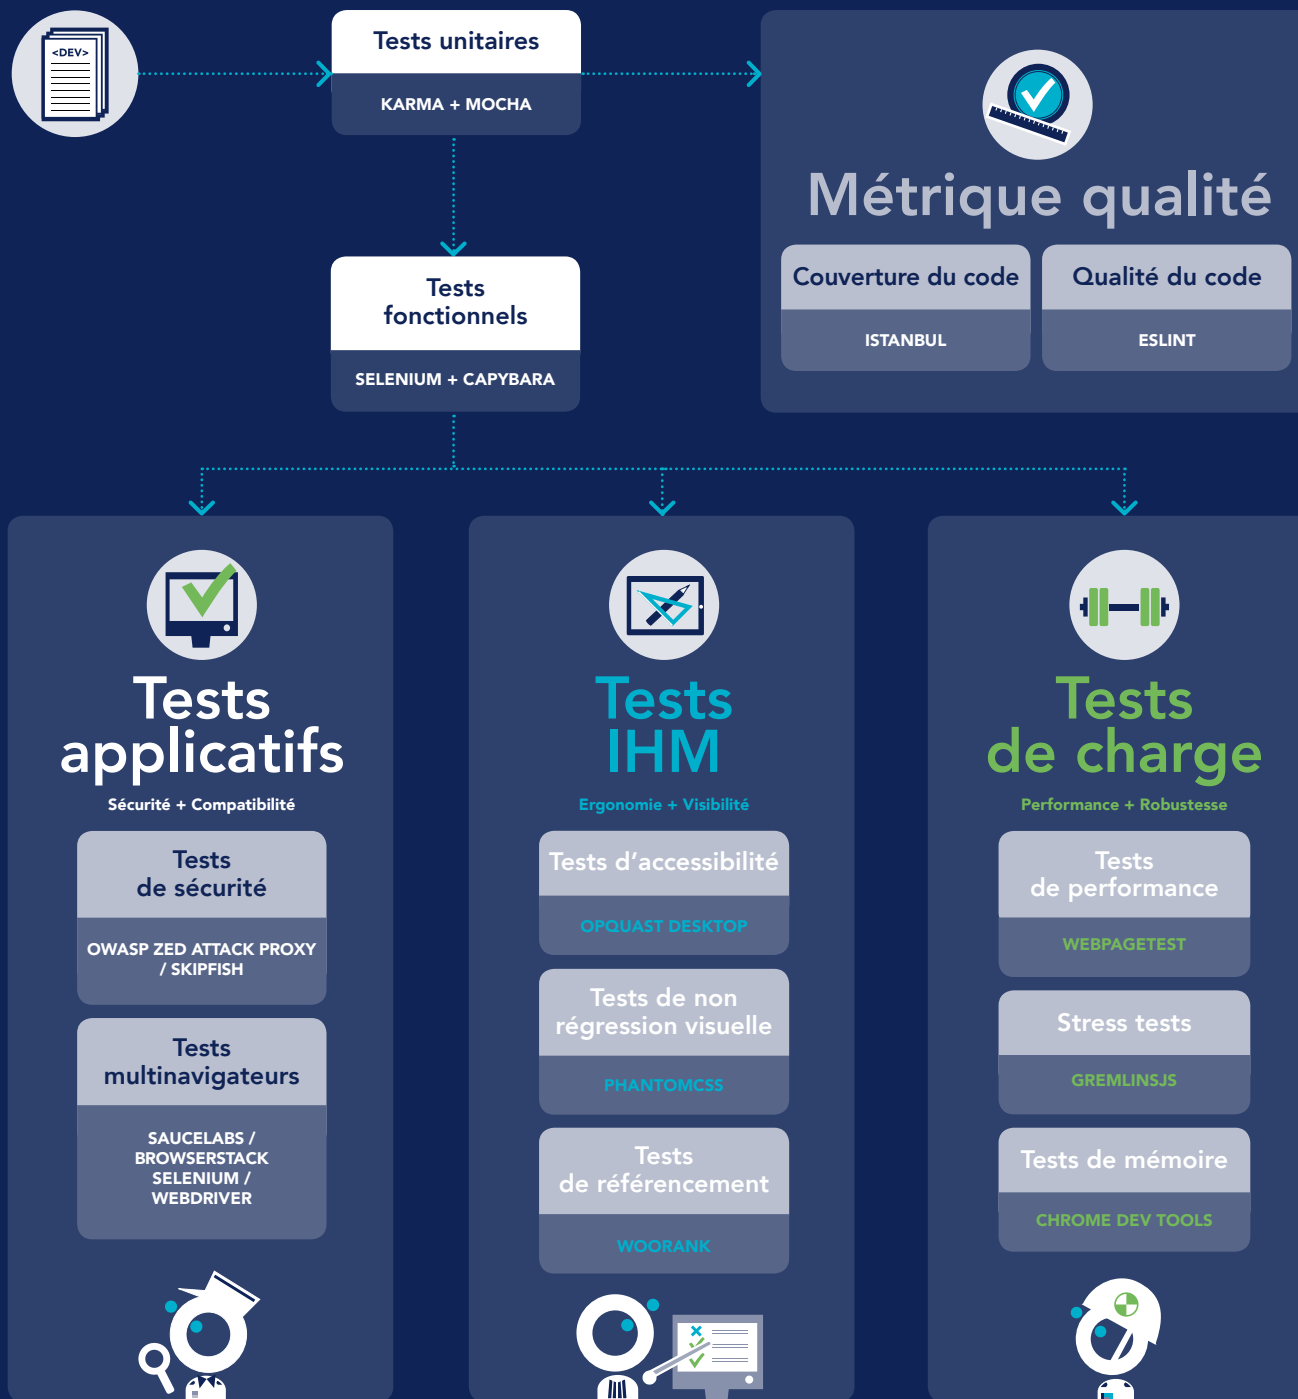 <DEV>
Tests unitaires
KARMA + MOCHA
Métrique qualité
Couverture du code
ISTANBUL
Qualité du code
ESLINT
Tests
fonctionnels
SELENIUM + CAPYBARA
Tests
applicatifs
Sécurité + Compatibilité
Tests
de sécurité
OWASP ZED ATTACK PROXY
/ SKIPFISH
Tests
multinavigateurs
SAUCELABS /
BROWSERSTACK
SELENIUM /
WEBDRIVER
Tests
IHM
Ergonomie + Visibilité
Tests d’accessibilité
OPQUAST DESKTOP
Tests de non
régression visuelle
PHANTOMCSS
Tests
de référencement
WOORANK
Tests
de charge
Performance + Robustesse
Tests
de performance
WEBPAGETEST
Stress tests
GREMLINSJS
Tests de mémoire
CHROME DEV TOOLS